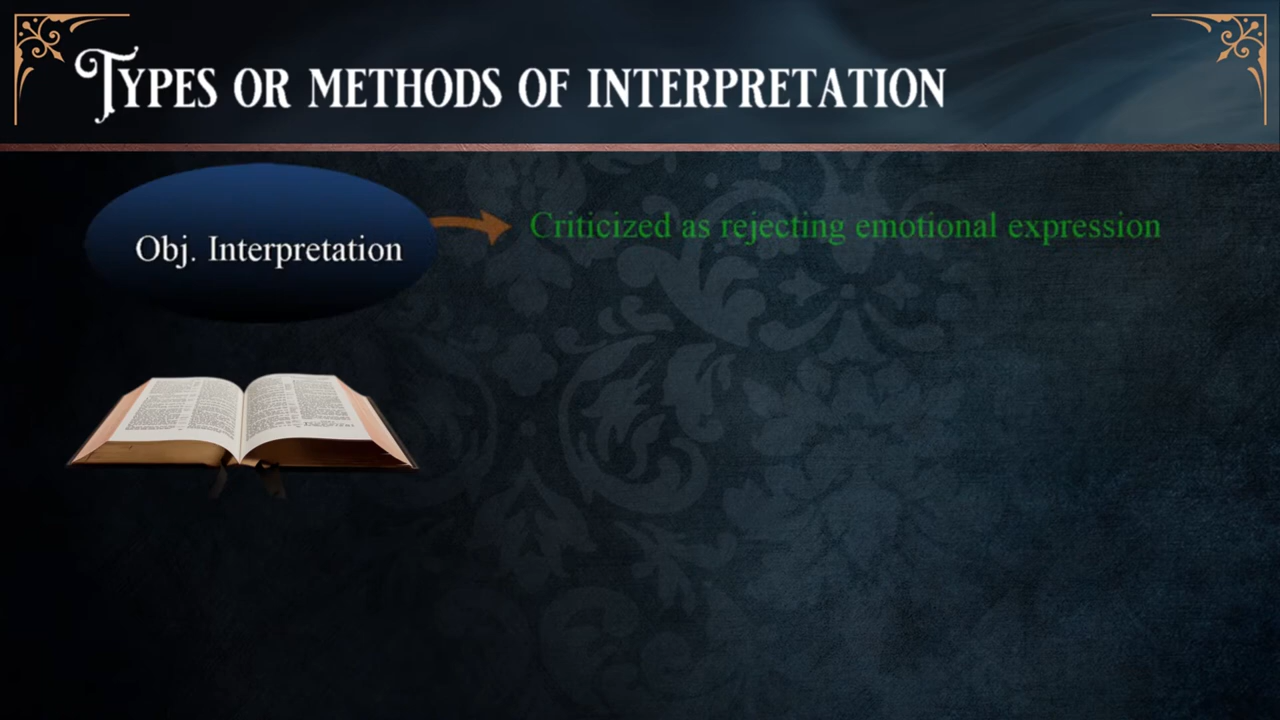 Types or methods of interpretation
Obj. Interpretation
Criticized as rejecting emotional expression